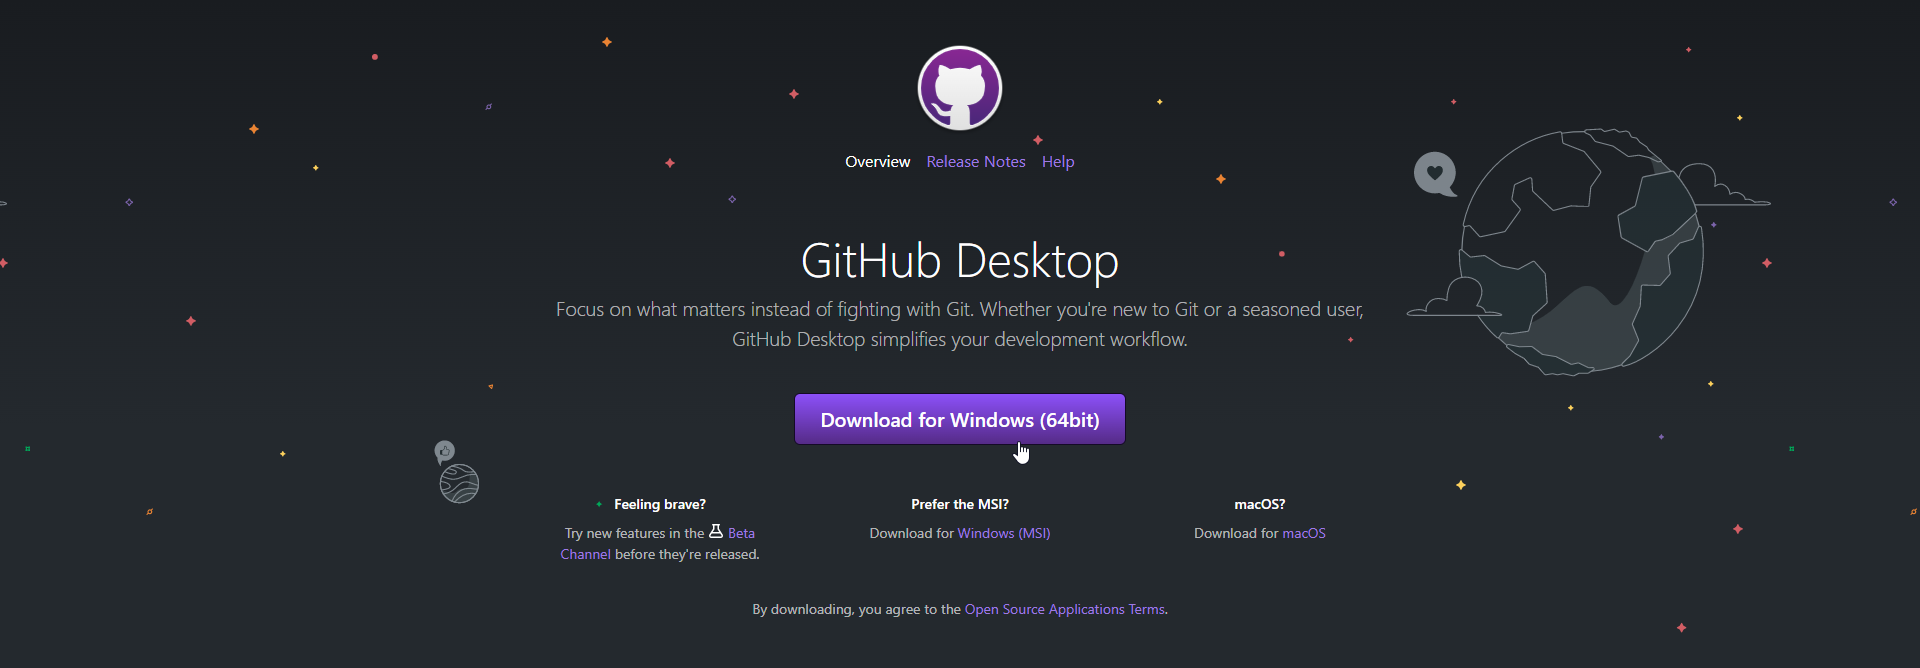 Overview Release Notes Help
GitHub Desktop
Focus on what matters instead of fighting with Git. Whether you're new to Git or a seasoned user,
GitHub Desktop simplifies your development workflow.
Download for Windows (64bit)
Feeling brave?
Try new features in the Beta
Channel before they're released.
Prefer the MSI?
Download for Windows (MSI)
macOS?
Download for macOS
By downloading, you agree to the Open Source Applications Terms.